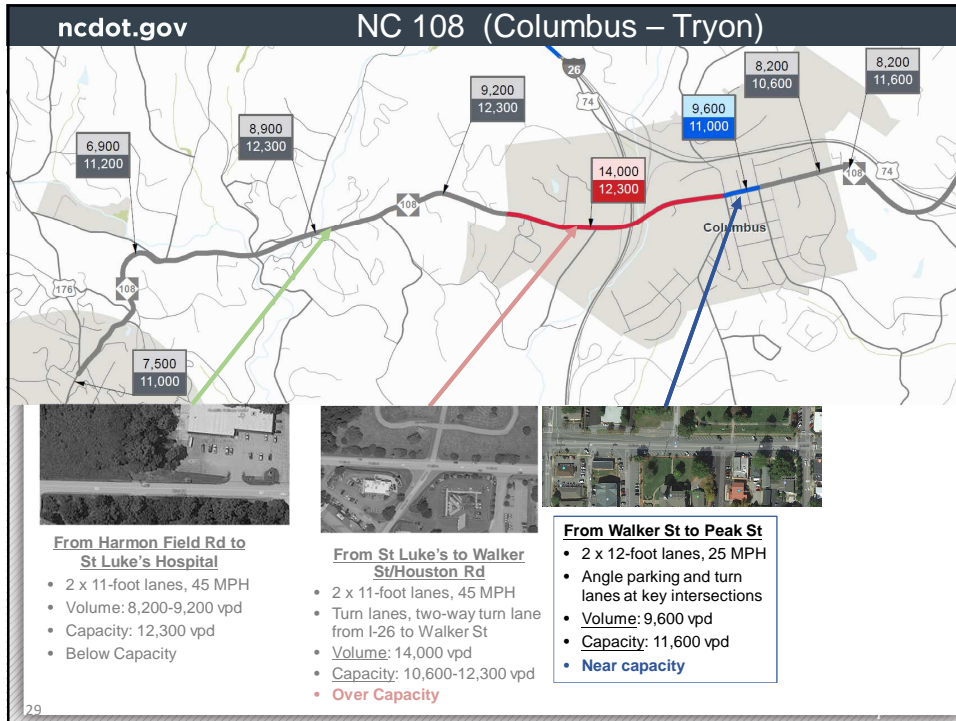 ncdot.gov
NC 108 (Columbus – Tryon)
26
74
8,200
10,600
8,200
11,600
9,200
12,300
9,600
11,000
8,900
12,300
6,900
11,200
14,000
12,300
74
108
108
Columbus
176
108
7,500
11,000
From Harmon Field Rd to
St Luke's Hospital
• 2 x 11-foot lanes, 45 MPH
• Volume: 8,200-9,200 vpd
• Capacity: 12,300 vpd
• Below Capacity
From St Luke's to Walker
St/Houston Rd
• 2 x 11-foot lanes, 45 MPH
• Turn lanes, two-way turn lane
from I-26 to Walker St
• Volume: 14,000 vpd
• Capacity: 10,600-12,300 vpd
• Over Capacity
From Walker St to Peak St
• 2 x 12-foot lanes, 25 MPH
• Angle parking and turn
lanes at key intersections
• Volume: 9,600 vpd
• Capacity: 11,600 vpd
• Near capacity
29